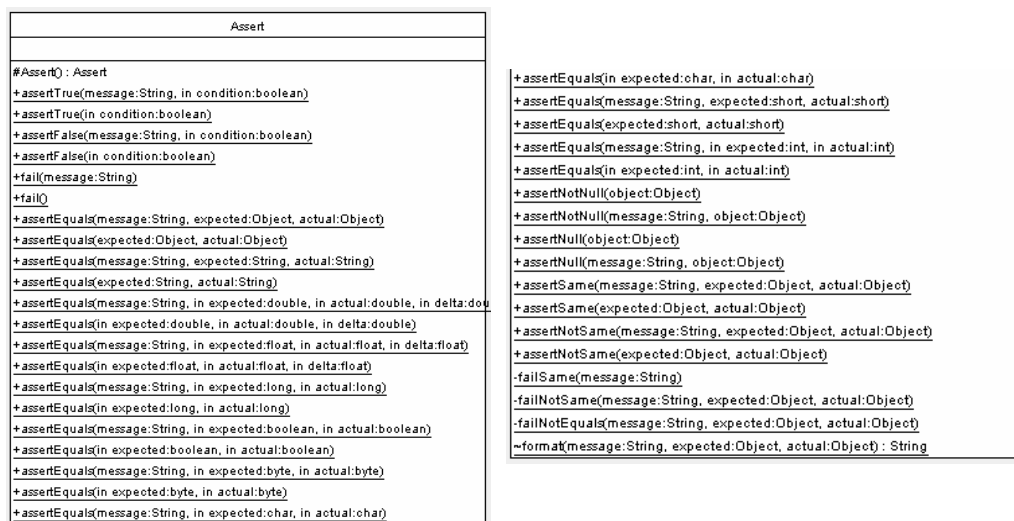 Assert
#Assert() : Assert
+assertTrue(message:String, in condition:boolean)
+assertTrue(in condition:boolean)
+assertFalse(message:String, in condition:boolean)
+assertFalse(in condition:boolean)
+fail(message:String)
+fail()
+assertEquals(message:String, expected:Object, actual:Object)
+assertEquals(expected:Object, actual:Object)
+assertEquals(message:String, expected:String, actual:String)
+assertEquals(expected:String, actual:String)
+assertEquals(message:String, in expected:double, in actual:double, in delta:dou
+assertEquals(in expected:double, in actual:double, in delta:double)
+assertEquals(message:String, in expected:float, in actual:float, in delta:float)
+assertEquals(in expected:float, in actual:float, in delta:float)
+assertEquals(message:String, in expected:long, in actual:long)
+assertEquals(in expected:long, in actual:long)
+assertEquals(message:String, in expected:boolean, in actual:boolean)
+assertEquals(in expected:boolean, in actual:boolean)
+assertEquals(message:String, in expected:byte, in actual:byte)
+assertEquals(in expected:byte, in actual:byte)
+assertEquals(message:String, in expected:char, in actual:char)
+assertEquals(in expected:char, in actual:char)
+assertEquals(message:String, expected:short, actual:short)
+assertEquals(expected:short, actual:short)
+assertEquals(message:String, in expected:int, in actual:int)
+assertEquals(in expected:int, in actual:int)
+assertNotNull(object:Object)
+assertNotNull(message:String, object:Object)
+assertNull(object:Object)
+assertNull(message:String, object:Object)
+assertSame(message:String, expected:Object, actual:Object)
+assertSame(expected:Object, actual:Object)
+assertNotSame(message:String, expected:Object, actual:Object)
+assertNotSame(expected:Object, actual:Object)
-failSame(message:String)
-failNotSame(message:String, expected:Object, actual:Object)
-failNotEquals(message:String, expected:Object, actual:Object)
~format(message:String, expected:Object, actual:Object) : String